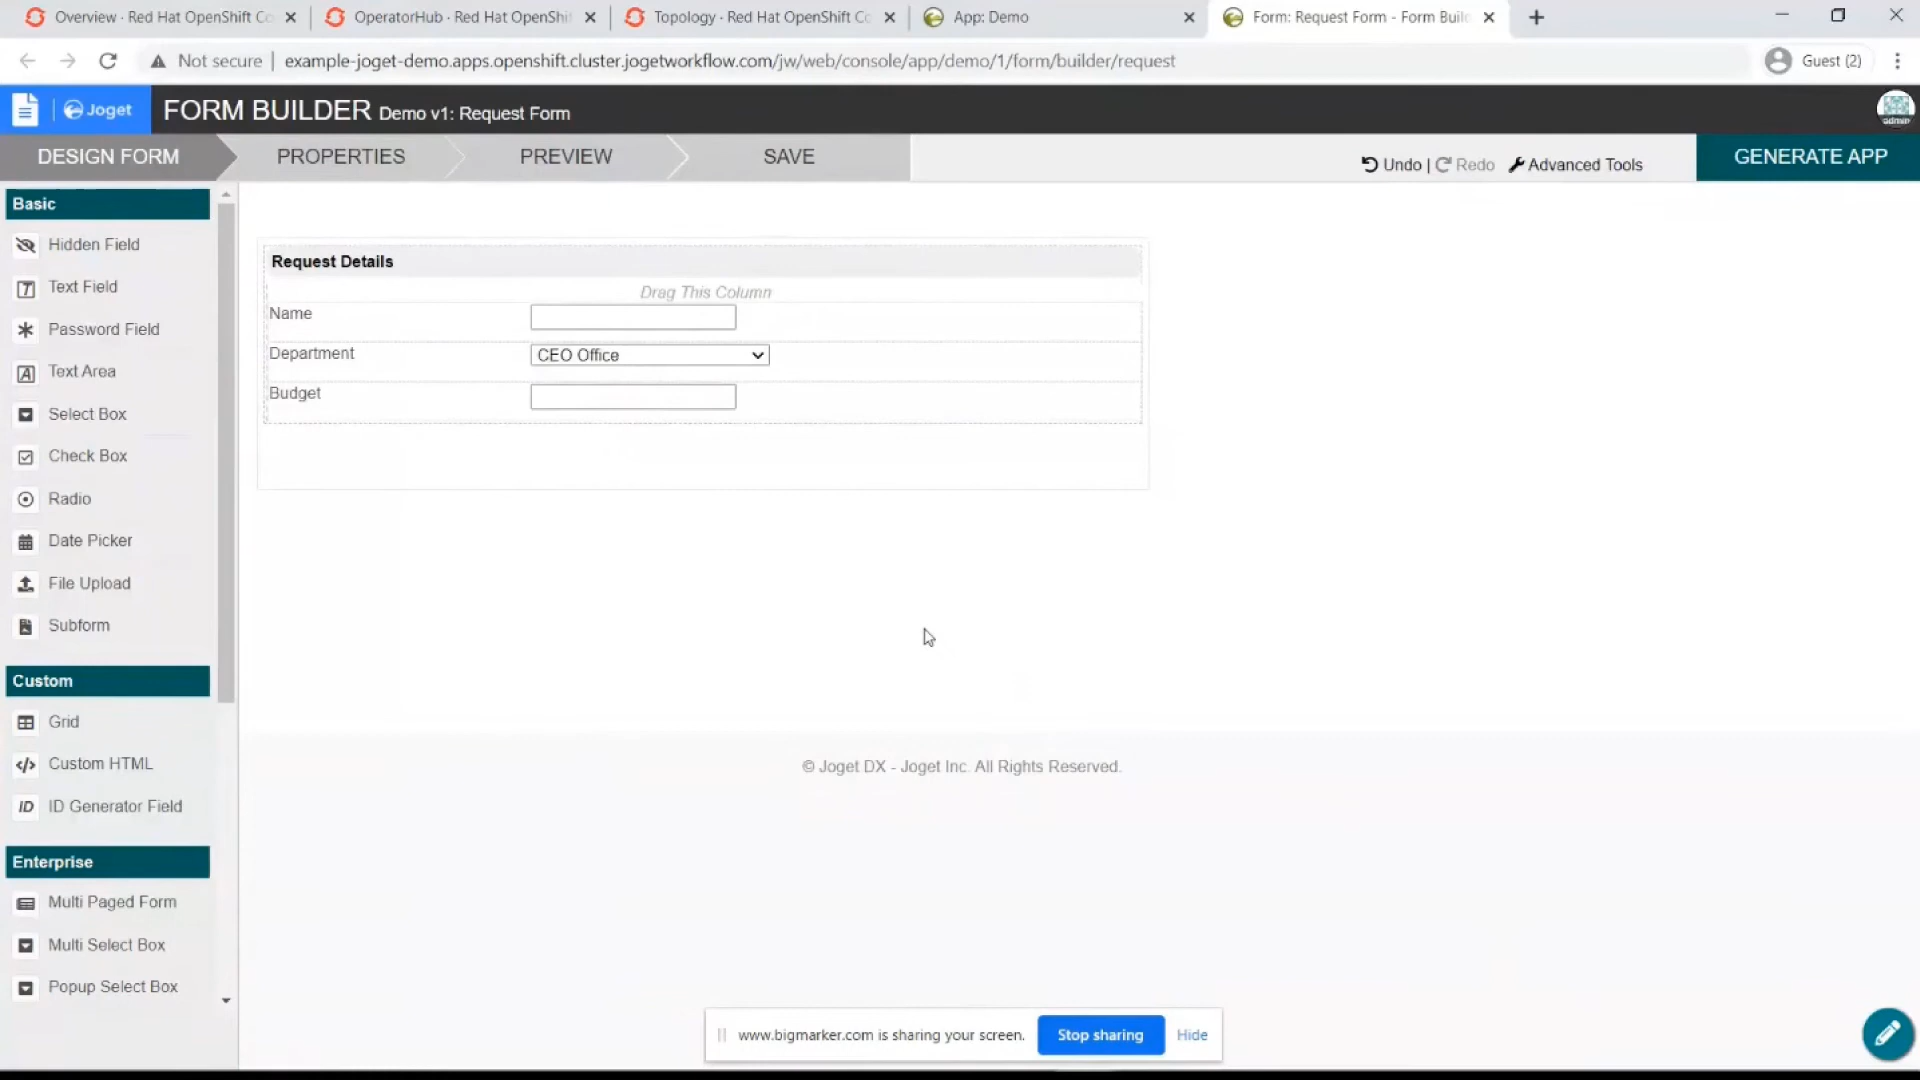 Overview · Red Hat OpenShift Co
OperatorHub · Red Hat OpenShi
Topology · Red Hat OpenShift Co
App: Demo
Form: Request Form - Form Buil
Not secure
example-joget-demo.apps.openshift.cluster.jogetworkflow.com/jw/web/console/app/demo/1/form/builder/request
Guest (2)
Joget
FORM BUILDER Demo v1: Request Form
admin
DESIGN FORM
PROPERTIES
PREVIEW
SAVE
Undo | Redo
Advanced Tools
GENERATE APP
Basic
Hidden Field
Text Field
Password Field
Text Area
Select Box
Check Box
Radio
Date Picker
File Upload
Subform
Custom
Grid
Custom HTML
ID
ID Generator Field
Enterprise
Multi Paged Form
Multi Select Box
Popup Select Box
Request Details
Drag This Column
Name
Department
CEO Office
Budget
© Joget DX - Joget Inc. All Rights Reserved.
www.bigmarker.com is sharing your screen.
Stop sharing
Hide